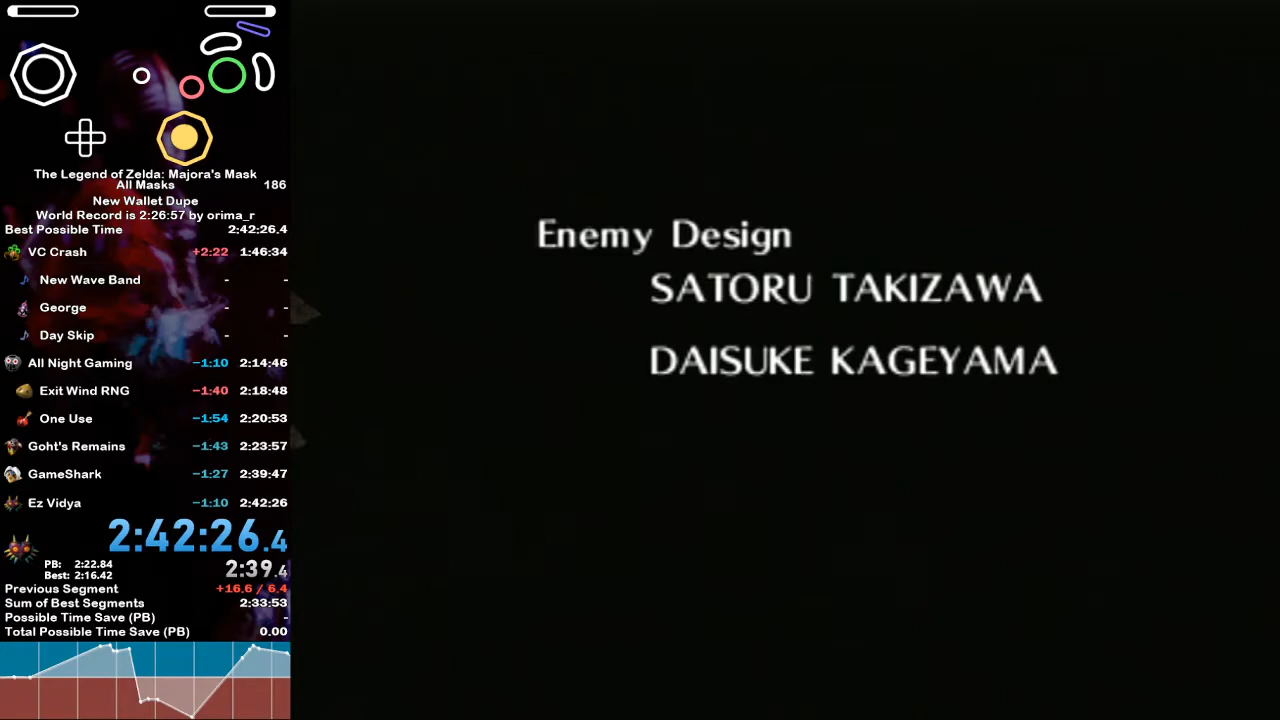 The Legend of Zelda: Majora's Mask
All Masks 186
New Wallet Dupe
World Record is 2:26:57 by orima_r
Best Possible Time 2:42:26.4
VC Crash +2:22 1:46:34
New Wave Band - -
George - -
Day Skip - -
All Night Gaming −1:10 2:14:46
Exit Wind RNG −1:40 2:18:48
One Use −1:54 2:20:53
Goht's Remains −1:43 2:23:57
GameShark −1:27 2:39:47
Ez Vidya −1:10 2:42:26
2:42:26.4
PB: 2:22.84 2:39.4
Best: 2:16.42
Previous Segment +16.6 / 6.4
Sum of Best Segments 2:33:53
Possible Time Save (PB) -
Total Possible Time Save (PB) 0.00
Enemy Design
SATORU TAKIZAWA
DAISUKE KAGEYAMA